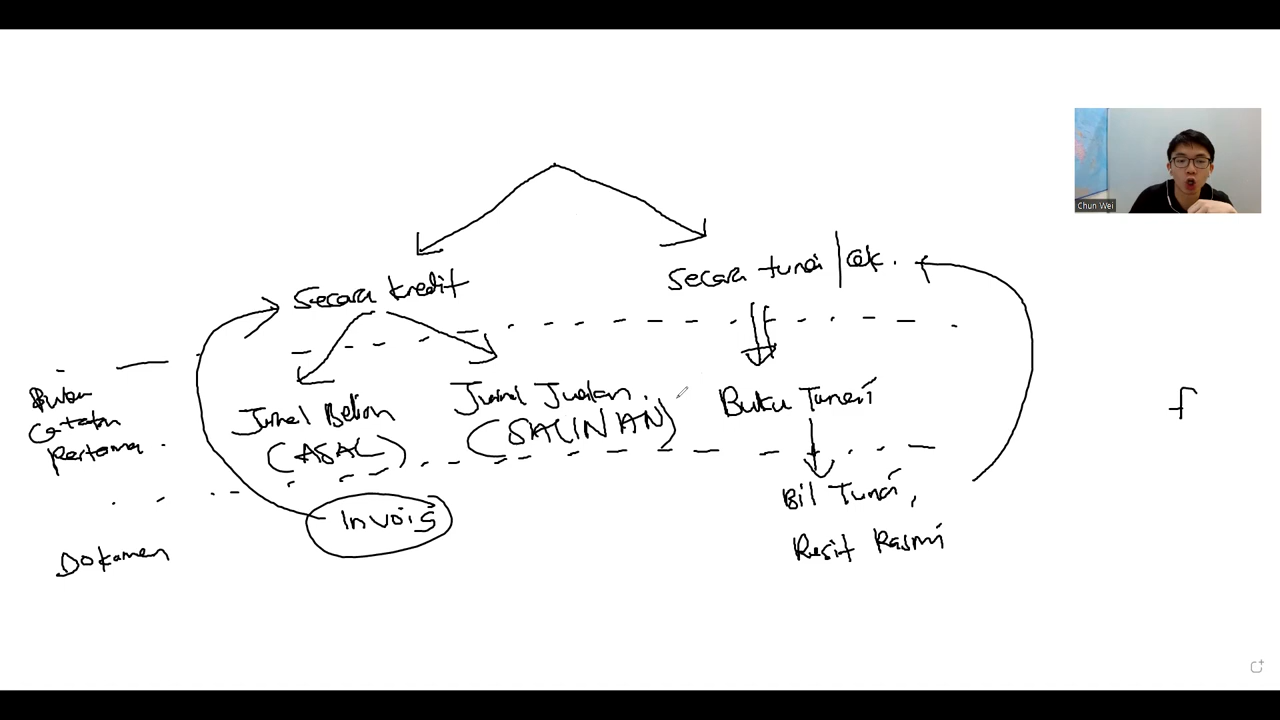 Secara kredit
Secara tunai / cek.
Buku
Catatan
Pertama.
Jurnal Belian
(ASAL)
Jurnal Jualan.
(SALINAN)
Buku Tunai
Invois
Bil Tunai,
Resit Rasmi
Dokumen
f
Chun Wei